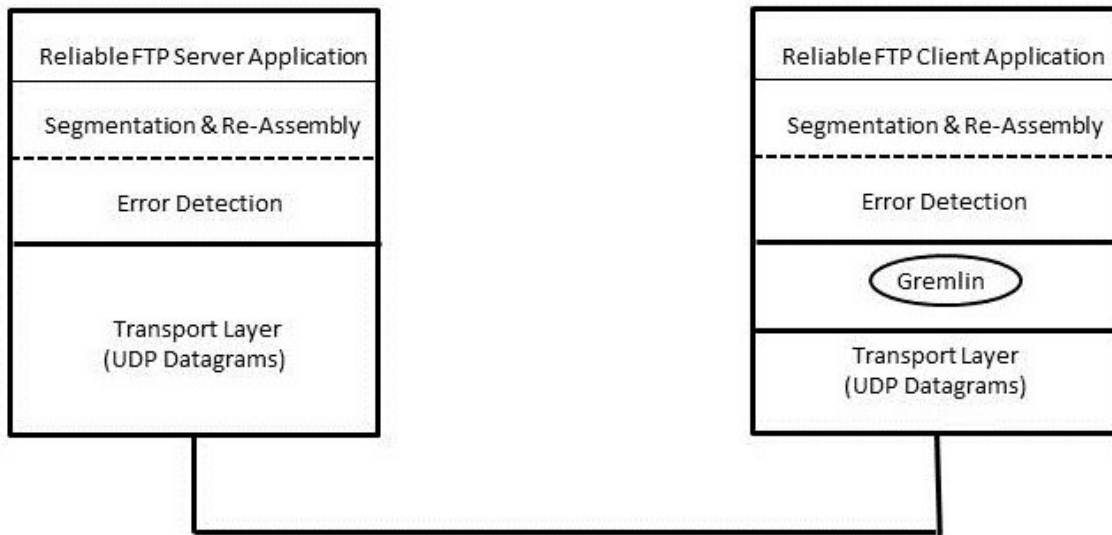 Reliable FTP Server Application
Segmentation & Re-Assembly
Error Detection
Transport Layer
(UDP Datagrams)
Reliable FTP Client Application
Segmentation & Re-Assembly
Error Detection
Gremlin
Transport Layer
(UDP Datagrams)